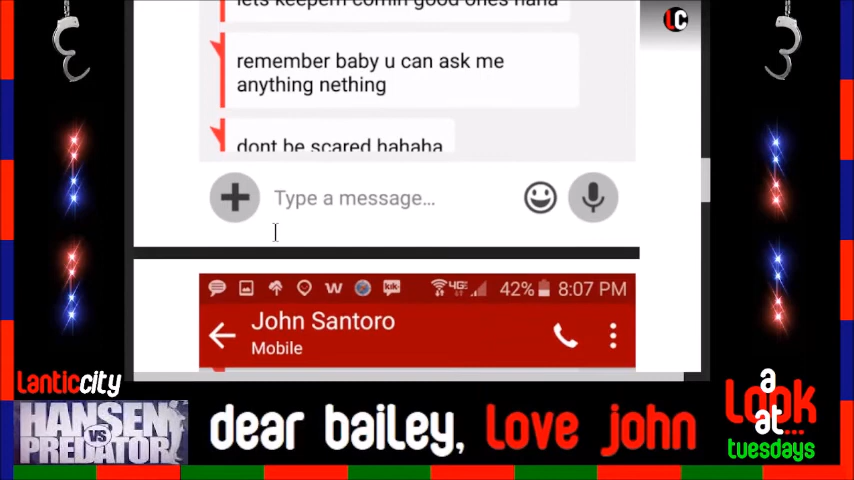 lets keepem comin good ones haha
LC
remember baby u can ask me
anything nething
dont be scared hahaha
Type a message...
W
kik
4G
42%
8:07 PM
John Santoro
Mobile
Lanticcity
HANSEN
VS
PREDATOR
dear bailey, Love john
a
Look
at...
tuesdays